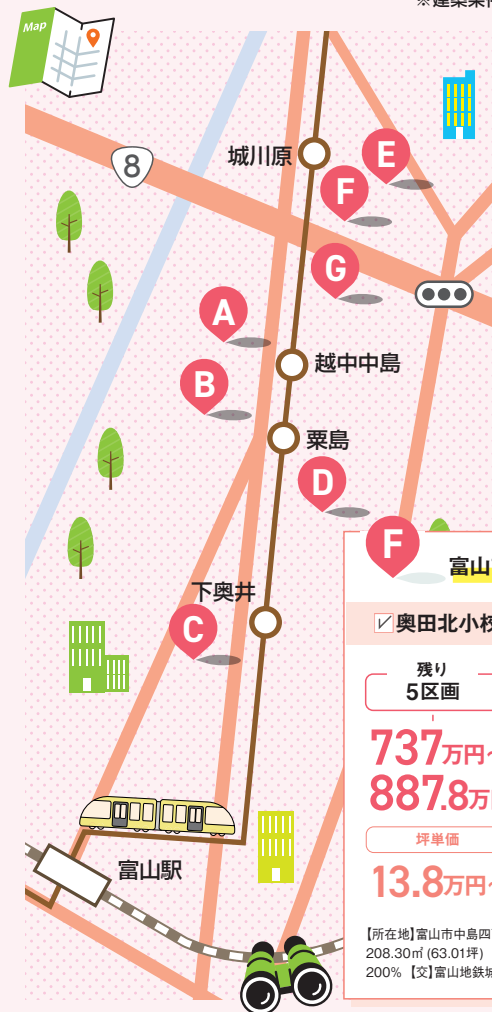 ※建築条件
Map
8
城川原
E
F
G
A
越中中島
B
粟島
D
下奥井
C
富山駅
F
富山
奥田北小校
残り
5区画
737万円~
887.8万円
坪単価
13.8万円~
【所在地】富山市中島四丁
208.30㎡ (63.01坪)
200% 【交】富山地鉄城